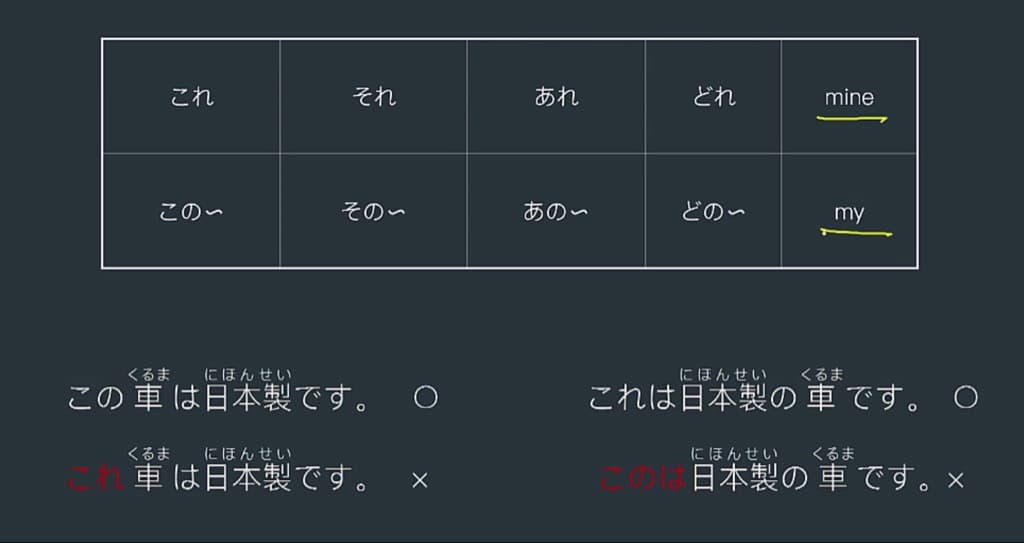 これ それ あれ どれ mine
この〜 その〜 あの〜 どの〜 my
くるま にほんせい
この車は日本製です。 ○
にほんせい くるま
これは日本製の車です。 ○
くるま にほんせい
これ車は日本製です。 ×
にほんせい くるま
このは日本製の車です。×